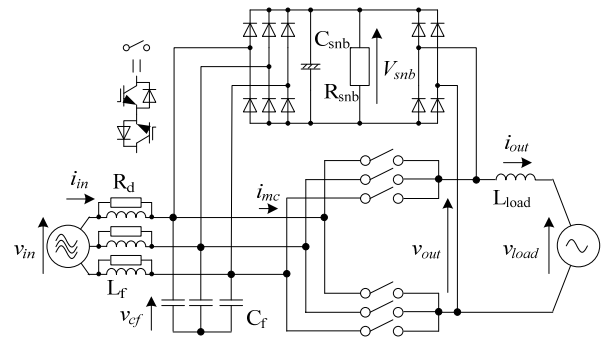 C_snb
R_snb
V_snb
i_in
R_d
i_mc
i_out
L_load
v_in
v_out
v_load
L_f
v_cf
C_f